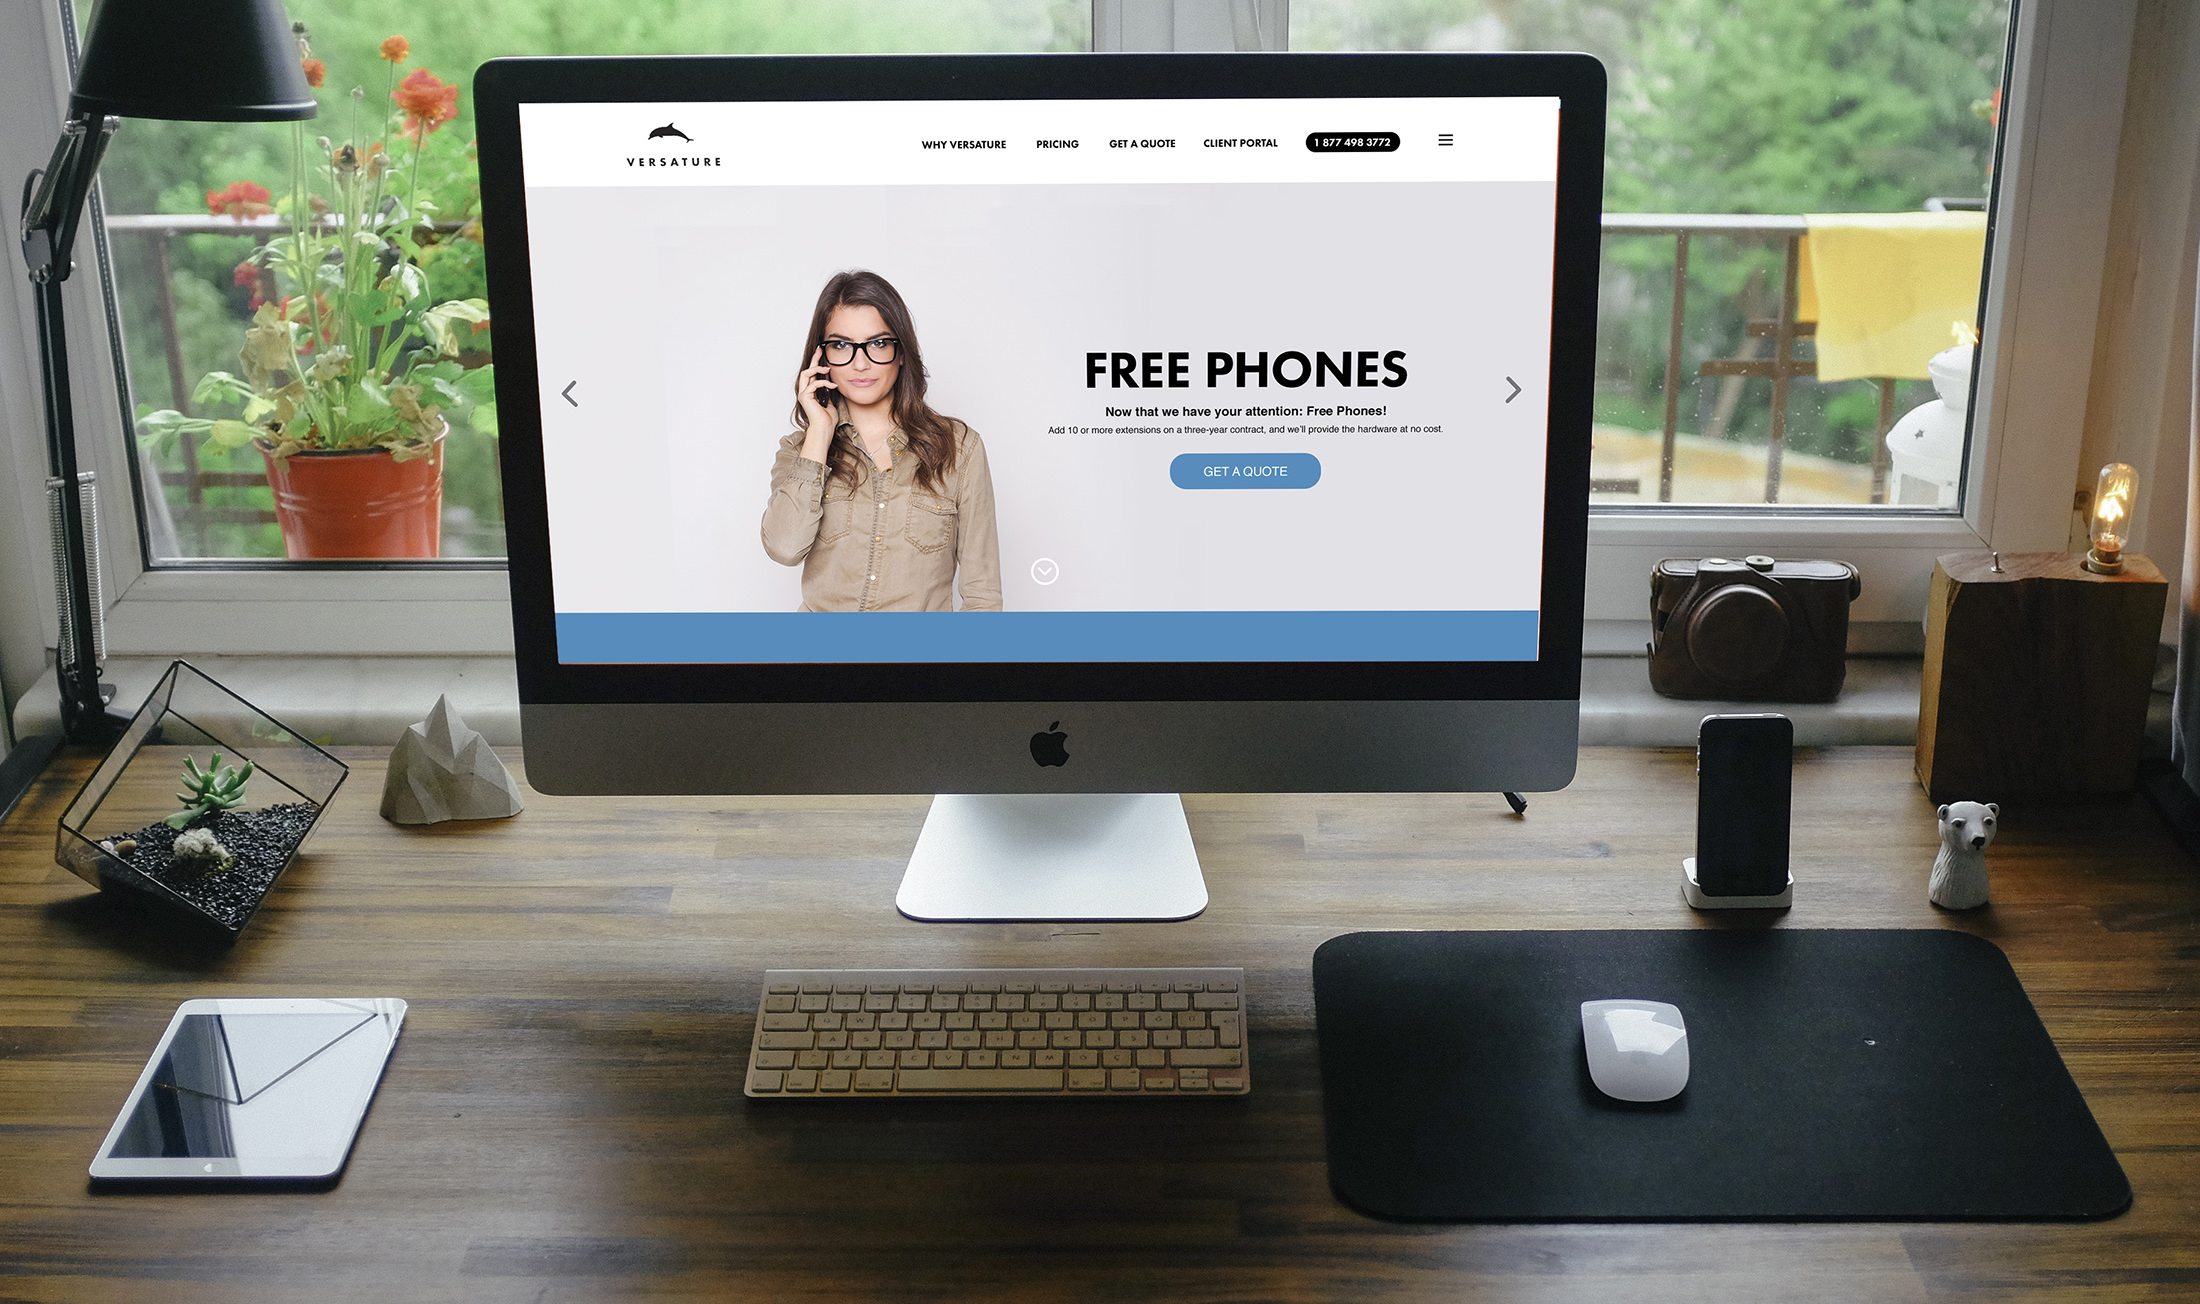 VERSATURE
WHY VERSATURE PRICING GET A QUOTE CLIENT PORTAL 1 877 498 3772
FREE PHONES
Now that we have your attention: Free Phones!
Add 10 or more extensions on a three-year contract, and we'll provide the hardware at no cost.
GET A QUOTE